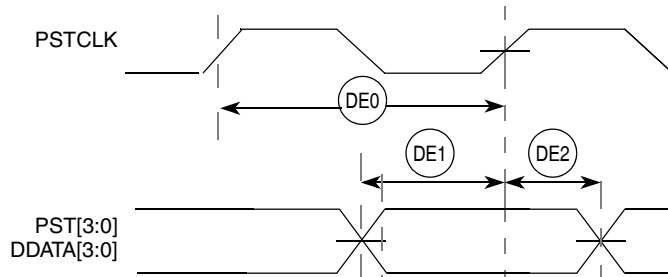 PSTCLK
DE0
DE1
DE2
PST[3:0]
DDATA[3:0]